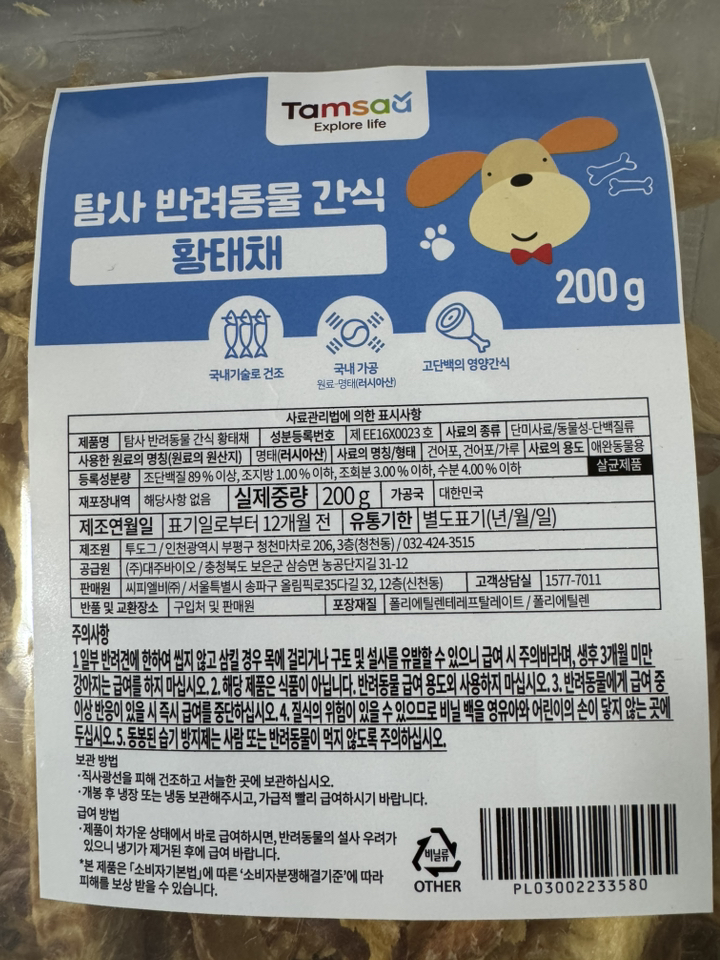 Tamsaa
Explore life
탐사 반려동물 간식
황태채
200 g
국내기술로 건조
국내 가공
원료-명태(러시아산)
고단백의 영양간식
사료관리법에 의한 표시사항
제품명 탐사 반려동물 간식 황태채 성분등록번호 제 EE16X0023 호 사료의 종류 단미사료/동물성-단백질류
사용한 원료의 명칭(원료의 원산지) 명태(러시아산) 사료의 명칭/형태 건어포, 건어포/가루 사료의 용도 애완동물용
등록성분량 조단백질 89 % 이상, 조지방 1.00 % 이하, 조회분 3.00 % 이하, 수분 4.00 % 이하 살균제품
재포장내역 해당사항 없음 실제중량 200 g 가공국 대한민국
제조연월일 표기일로부터 12개월 전 유통기한 별도표기(년/월/일)
제조원 투도그 / 인천광역시 부평구 청천마차로 206, 3층(청천동) / 032-424-3515
공급원 (주)대주바이오 / 충청북도 보은군 삼승면 농공단지길 31-12
판매원 씨피엘비㈜ / 서울특별시 송파구 올림픽로35다길 32, 12층(신천동) 고객상담실 1577-7011
반품 및 교환장소 구입처 및 판매원 포장재질 폴리에틸렌테레프탈레이트 / 폴리에틸렌
주의사항
1 일부 반려견에 한하여 씹지 않고 삼킬 경우 목에 걸리거나 구토 및 설사를 유발할 수 있으니 급여 시 주의바라며, 생후 3개월 미만
강아지는 급여를 하지 마십시오. 2. 해당 제품은 식품이 아닙니다. 반려동물 급여 용도외 사용하지 마십시오. 3. 반려동물에게 급여 중
이상 반응이 있을 시 즉시 급여를 중단하십시오. 4. 질식의 위험이 있을 수 있으므로 비닐 백을 영유아와 어린이의 손이 닿지 않는 곳에
두십시오. 5. 동봉된 습기 방지제는 사람 또는 반려동물이 먹지 않도록 주의하십시오.
보관 방법
·직사광선을 피해 건조하고 서늘한 곳에 보관하십시오.
·개봉 후 냉장 또는 냉동 보관해주시고, 가급적 빨리 급여하시기 바랍니다.
급여 방법
·제품이 차가운 상태에서 바로 급여하시면, 반려동물의 설사 우려가
있으니 냉기가 제거된 후에 급여 바랍니다.
*본 제품은 「소비자기본법」에 따른 '소비자분쟁해결기준'에 따라
피해를 보상 받을 수 있습니다.
비닐류
OTHER
PL03002233580